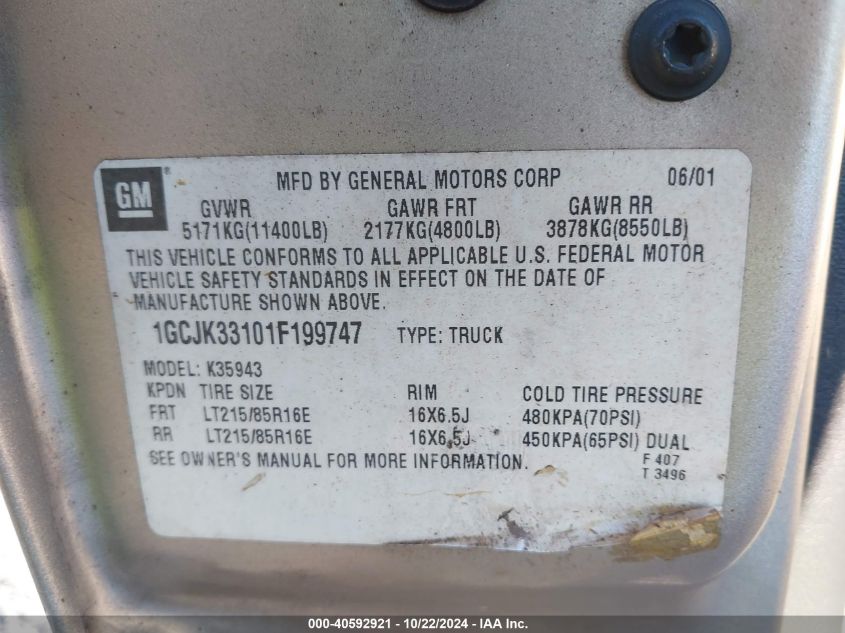 GM
MFD BY GENERAL MOTORS CORP 06/01
GVWR GAWR FRT GAWR RR
5171KG(11400LB) 2177KG(4800LB) 3878KG(8550LB)
THIS VEHICLE CONFORMS TO ALL APPLICABLE U.S. FEDERAL MOTOR
VEHICLE SAFETY STANDARDS IN EFFECT ON THE DATE OF
MANUFACTURE SHOWN ABOVE.
1GCJK33101F199747 TYPE: TRUCK
MODEL: K35943
KPDN TIRE SIZE RIM COLD TIRE PRESSURE
FRT LT215/85R16E 16X6.5J 480KPA(70PSI)
RR LT215/85R16E 16X6.5J 450KPA(65PSI) DUAL
SEE OWNER'S MANUAL FOR MORE INFORMATION. F 407
T 3496
000-40592921 - 10/22/2024 - IAA Inc.